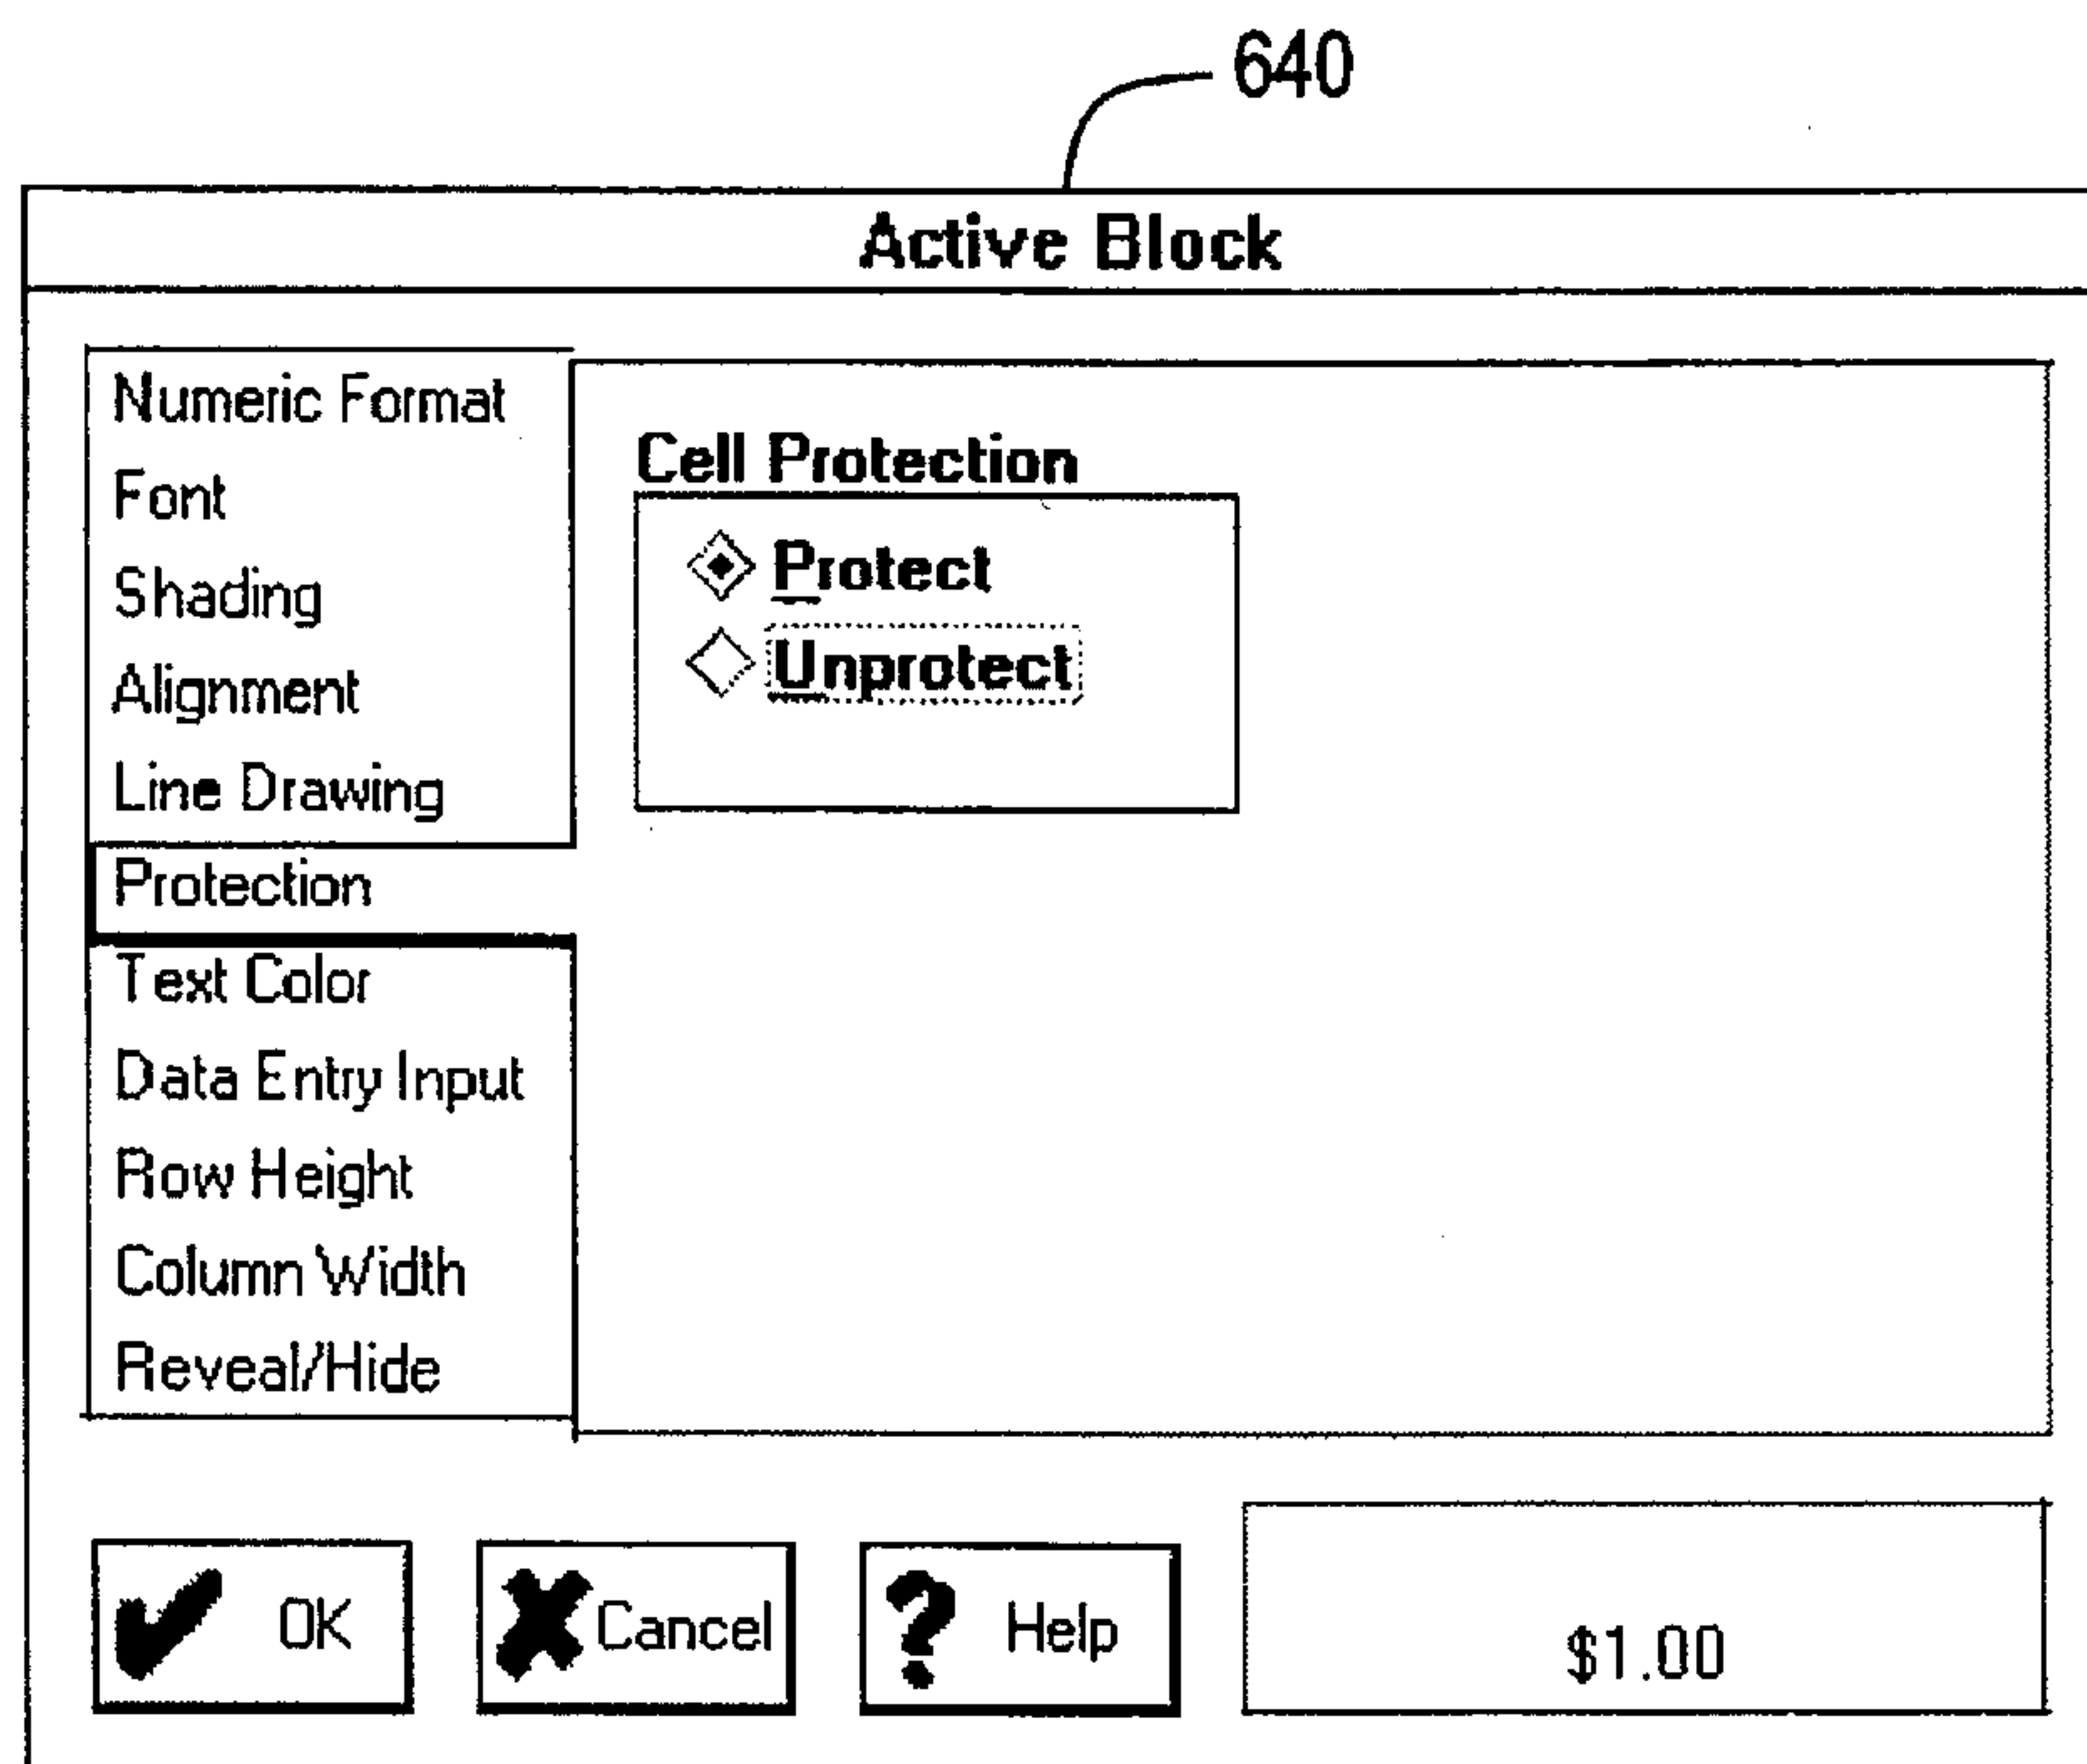 640
Active Block
Numeric Format
Font
Shading
Alignment
Line Drawing
Protection
Text Color
Data Entry Input
Row Height
Column Width
Reveal/Hide
Cell Protection
Protect
Unprotect
OK
Cancel
Help
$1.00